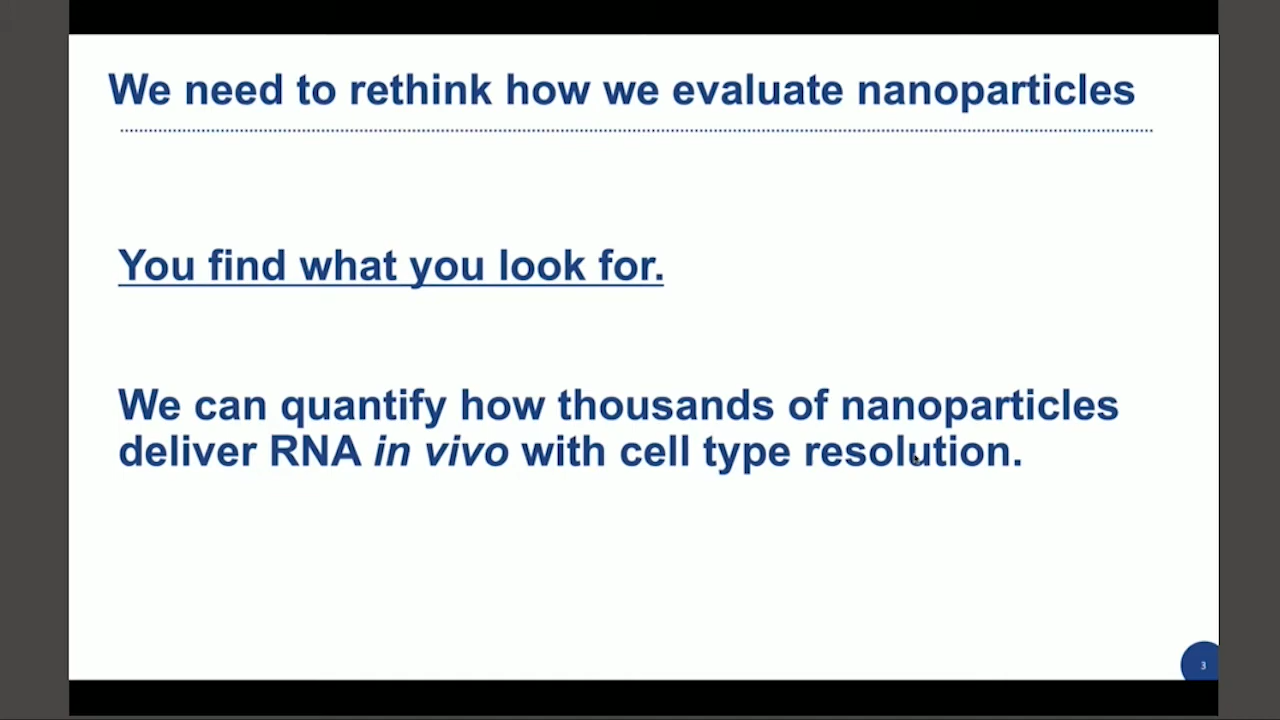 We need to rethink how we evaluate nanoparticles
You find what you look for.
We can quantify how thousands of nanoparticles
deliver RNA in vivo with cell type resolution.
3